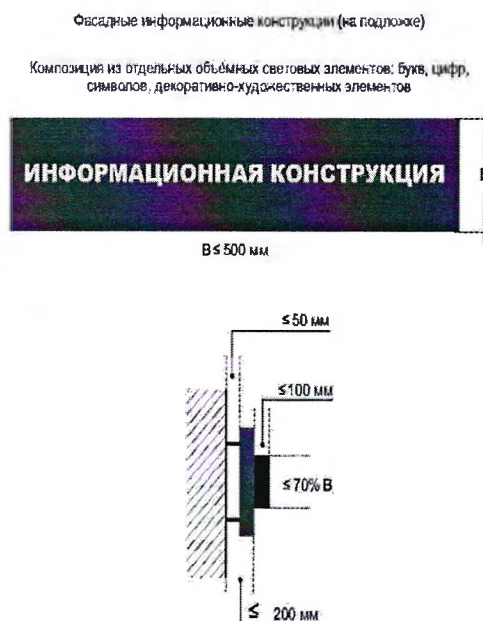 Фасадные информационные конструкции (на подложке)
Композиция из отдельных объёмных световых элементов: букв, цифр,
символов, декоративно-художественных элементов
ИНФОРМАЦИОННАЯ КОНСТРУКЦИЯ
В ≤ 500 мм
≤50 мм
≤100 мм
≤70% В
≤ 200 мм